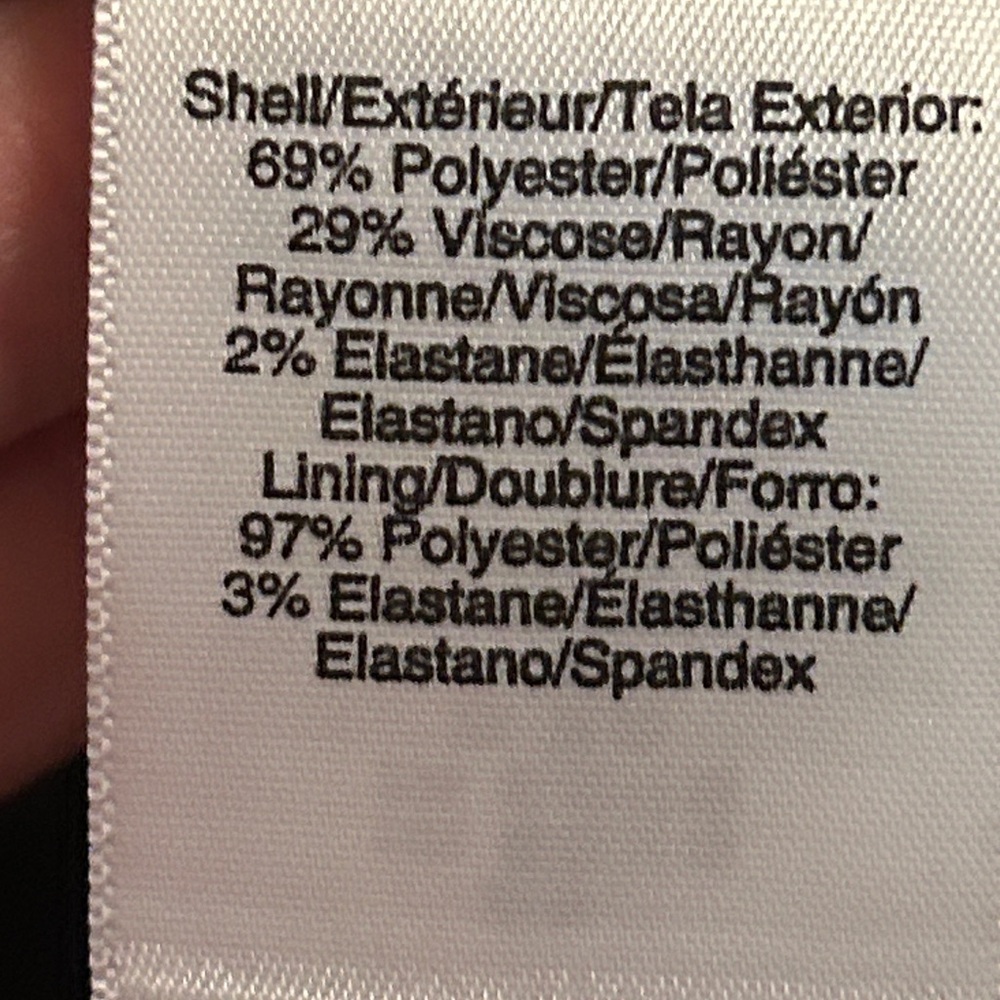 Shell/Extérieur/Tela Exterior:
69% Polyester/Poliéster
29% Viscose/Rayon/
Rayonne/Viscosa/Rayón
2% Elastane/Élasthanne/
Elastano/Spandex
Lining/Doublure/Forro:
97% Polyester/Poliéster
3% Elastane/Élasthanne/
Elastano/Spandex